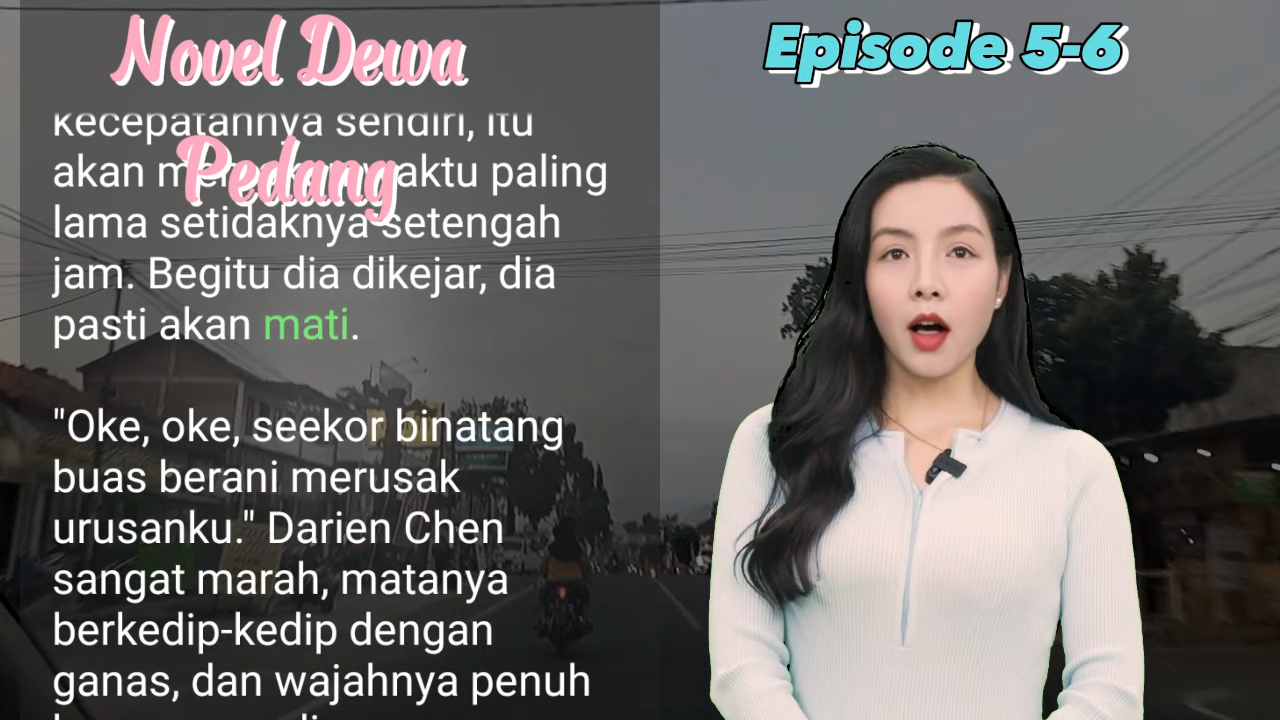 Novel Dewa
Pedang
Episode 5-6
kecepatannya sendiri, itu
akan aktu paling
lama setidaknya setengah
jam. Begitu dia dikejar, dia
pasti akan mati.
"Oke, oke, seekor binatang
buas berani merusak
urusanku." Darien Chen
sangat marah, matanya
berkedip-kedip dengan
ganas, dan wajahnya penuh